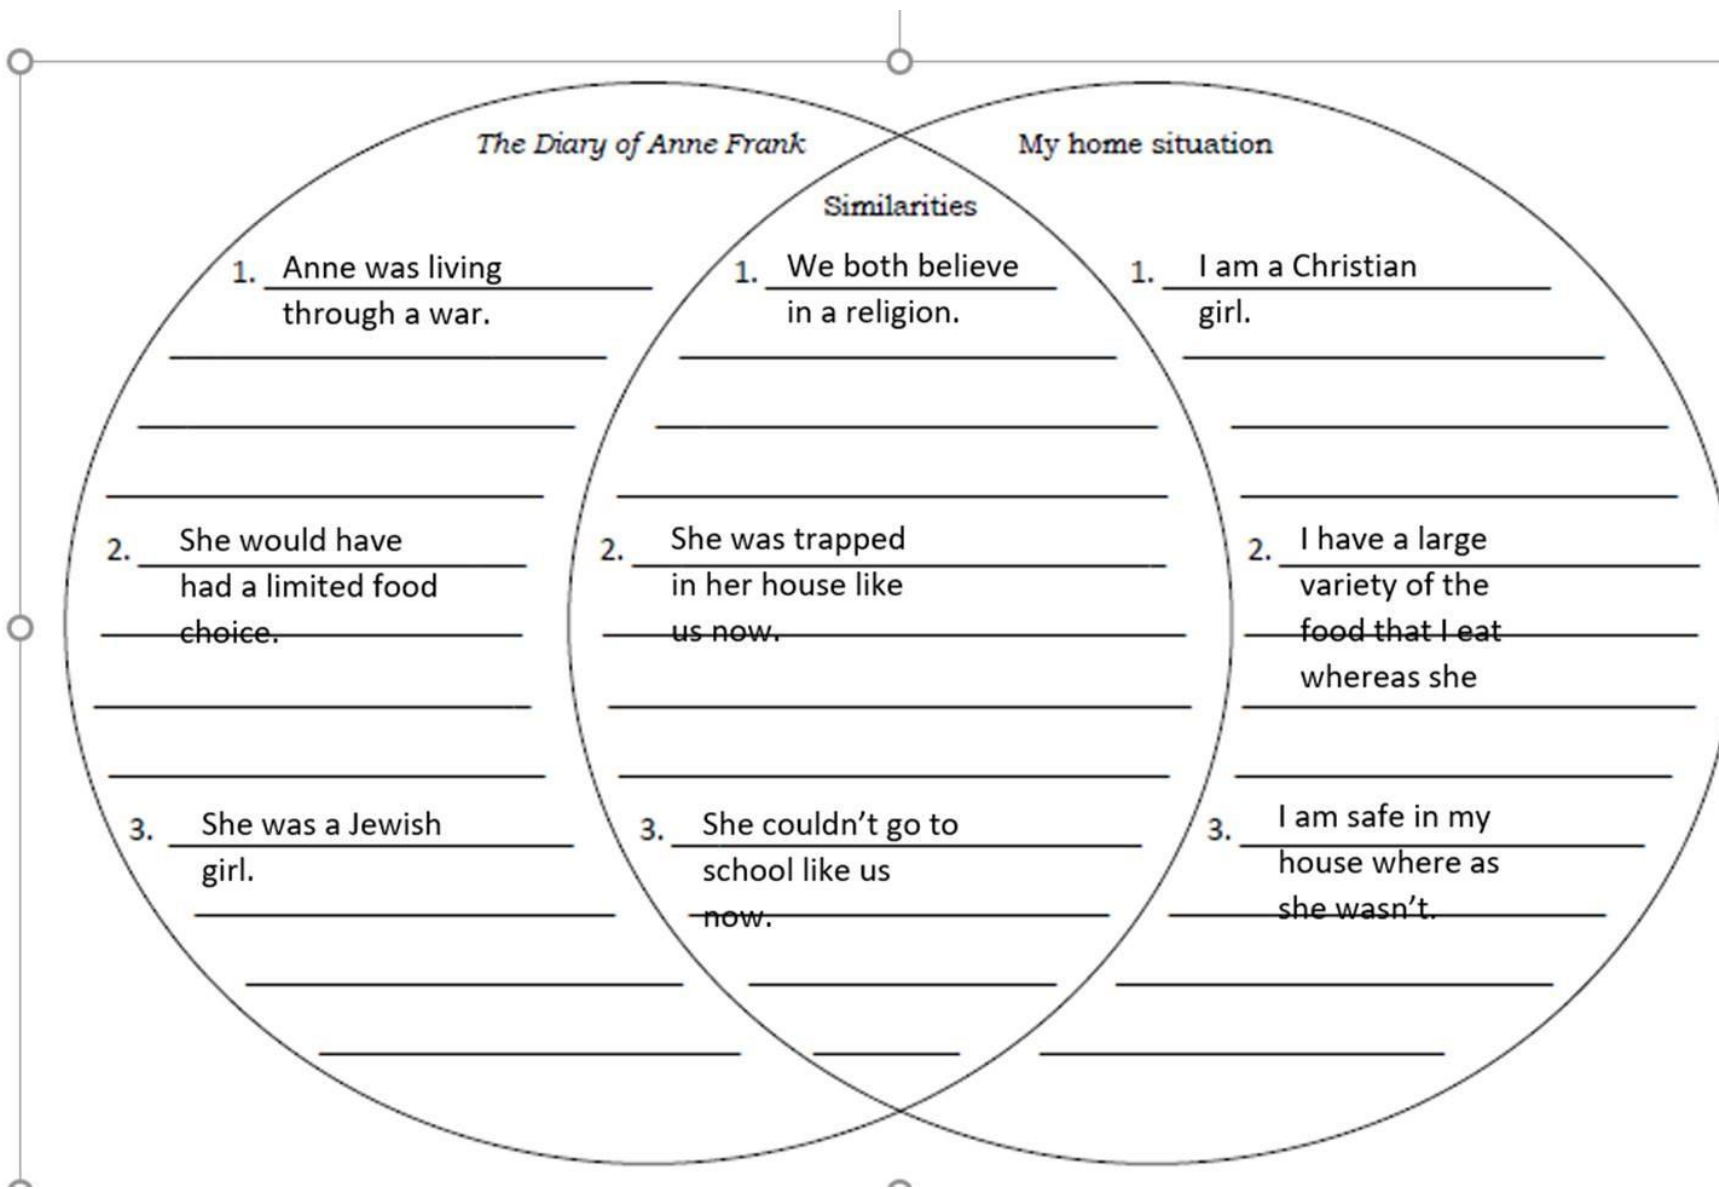 The Diary of Anne Frank
1. Anne was living
through a war.
2. She would have
had a limited food
choice.
3. She was a Jewish
girl.
Similarities
1. We both believe
in a religion.
2. She was trapped
in her house like
us now.
3. She couldn't go to
school like us
now.
My home situation
1. I am a Christian
girl.
2. I have a large
variety of the
food that I eat
whereas she
3. I am safe in my
house where as
she wasn't.